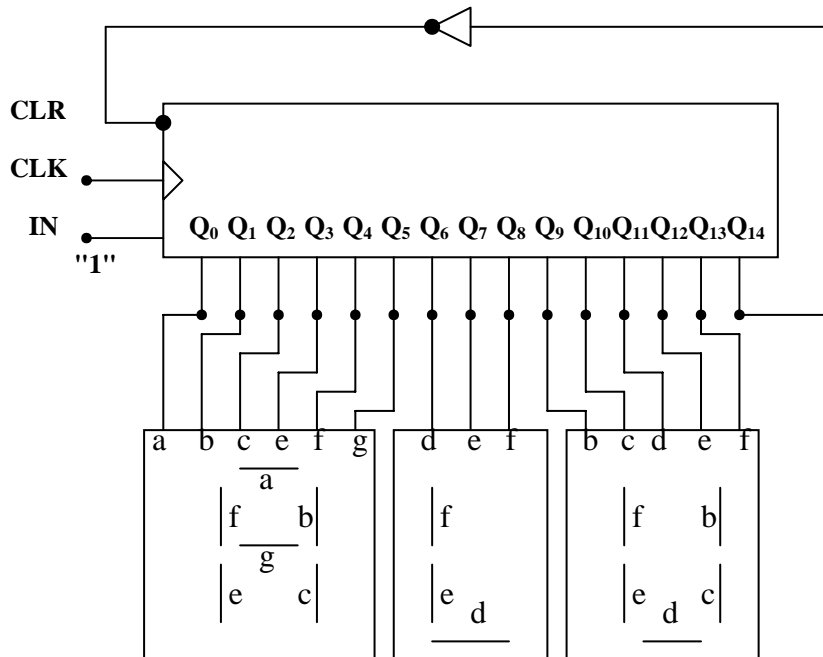 CLR
CLK
IN
"1"
Q₀ Q₁ Q₂ Q₃ Q₄ Q₅ Q₆ Q₇ Q₈ Q₉ Q₁₀ Q₁₁ Q₁₂ Q₁₃ Q₁₄
a b c e f g d e f b c d e f
a
f b f f b
g
e c e e c
d d